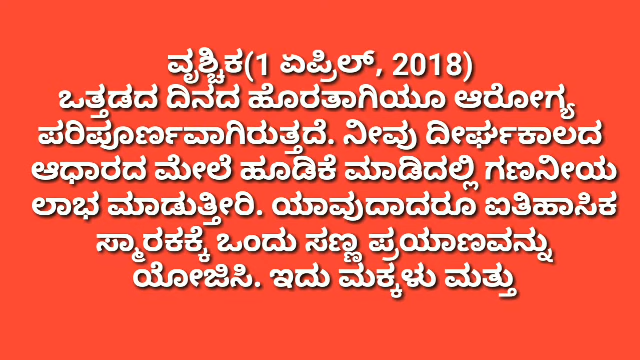 ವೃಶ್ಚಿಕ(1 ಏಪ್ರಿಲ್, 2018)
ಒತ್ತಡದ ದಿನದ ಹೊರತಾಗಿಯೂ ಆರೋಗ್ಯ
ಪರಿಪೂರ್ಣವಾಗಿರುತ್ತದೆ. ನೀವು ದೀರ್ಘಕಾಲದ
ಆಧಾರದ ಮೇಲೆ ಹೂಡಿಕೆ ಮಾಡಿದಲ್ಲಿ ಗಣನೀಯ
ಲಾಭ ಮಾಡುತ್ತೀರಿ. ಯಾವುದಾದರೂ ಐತಿಹಾಸಿಕ
ಸ್ಮಾರಕಕ್ಕೆ ಒಂದು ಸಣ್ಣ ಪ್ರಯಾಣವನ್ನು
ಯೋಜಿಸಿ. ಇದು ಮಕ್ಕಳು ಮತ್ತು